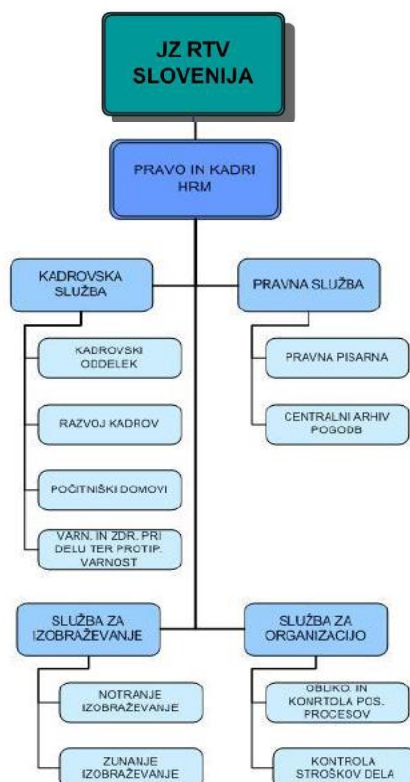 JZ RTV
SLOVENIJA
PRAVO IN KADRI
HRM
KADROVSKA
SLUŽBA
PRAVNA SLUŽBA
KADROVSKI
ODDELEK
PRAVNA PISARNA
RAZVOJ KADROV
CENTRALNI ARHIV
POGODB
POČITNIŠKI DOMOVI
VARN. IN ZDR. PRI
DELU TER PROTIP.
VARNOST
SLUŽBA ZA
IZOBRAŽEVANJE
SLUŽBA ZA
ORGANIZACIJO
NOTRANJE
IZOBRAŽEVANJE
OBLIKO. IN
KONRTOLA POS.
PROCESOV
ZUNANJE
IZOBRAŽEVANJE
KONTROLA
STROŠKOV DELA